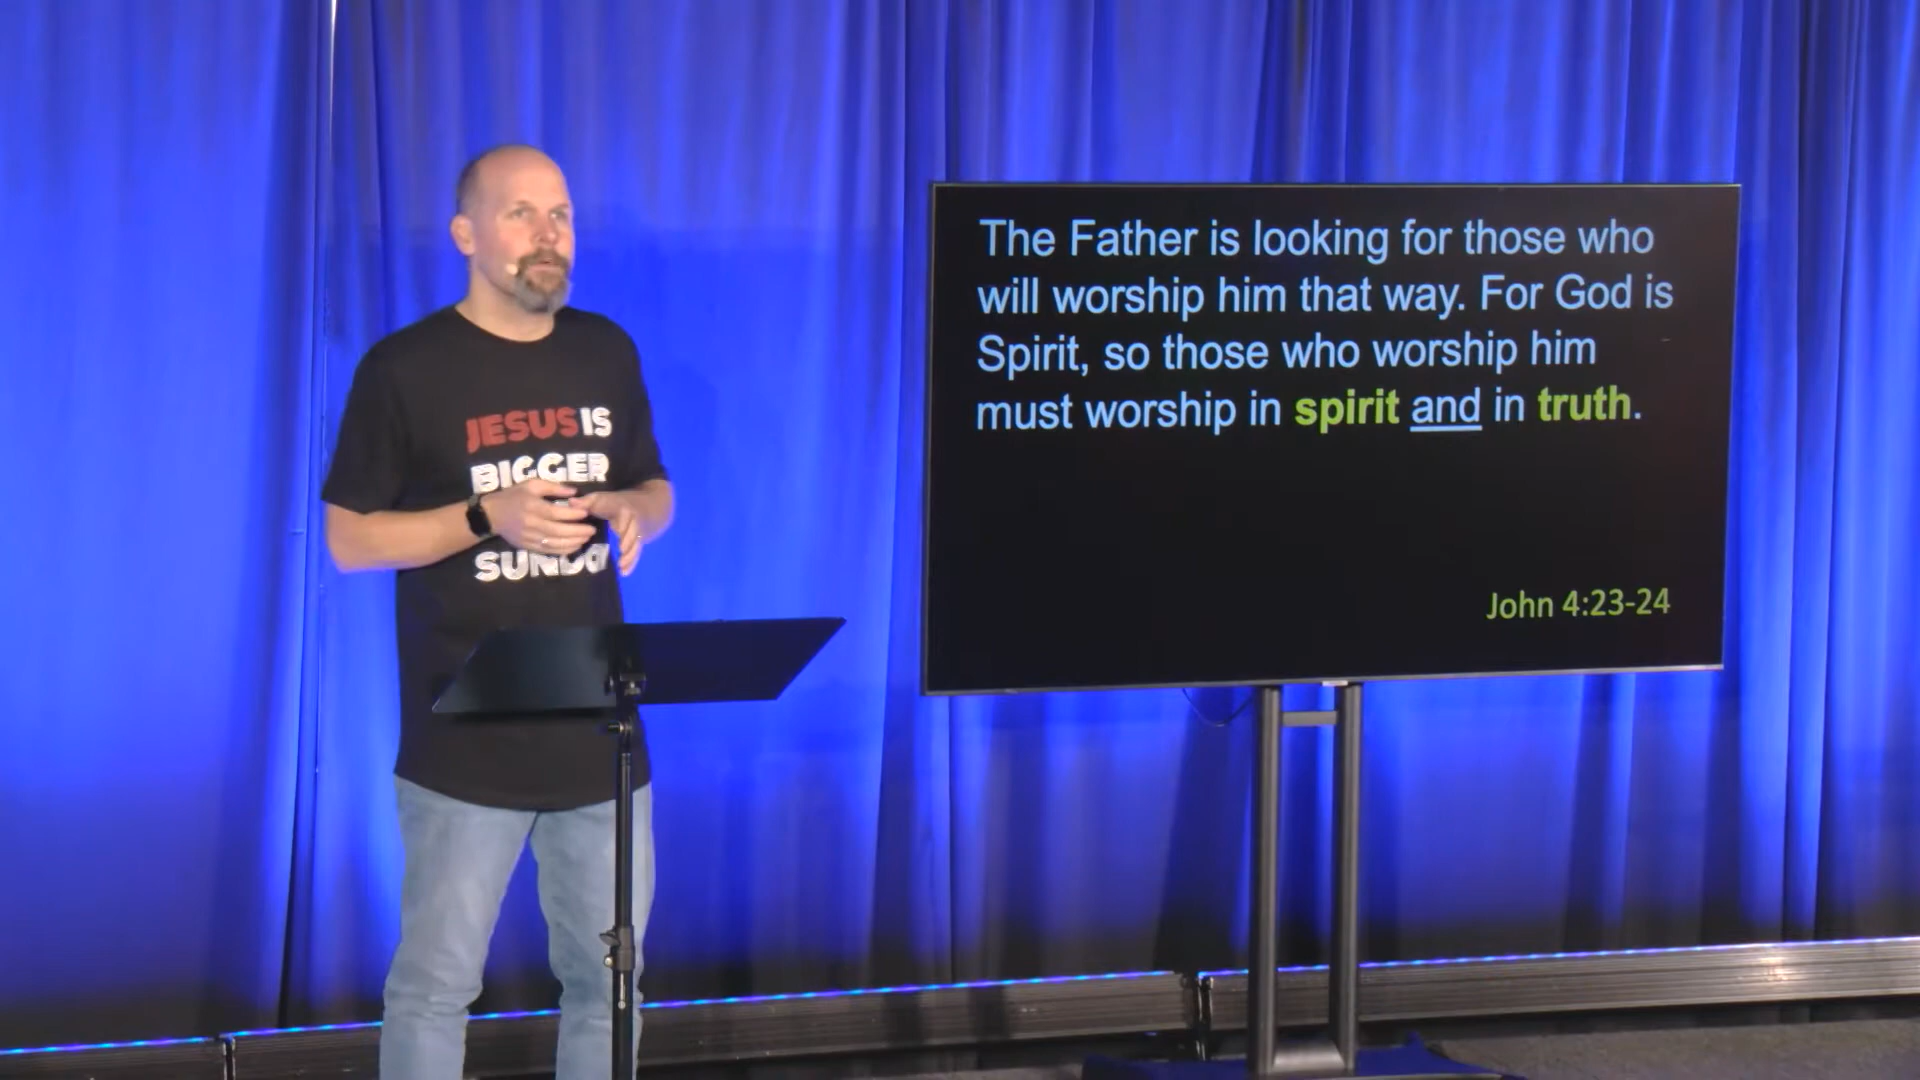 JESUS IS
BIGGER
SUNDAY
The Father is looking for those who
will worship him that way. For God is
Spirit, so those who worship him
must worship in spirit and in truth.
John 4:23-24